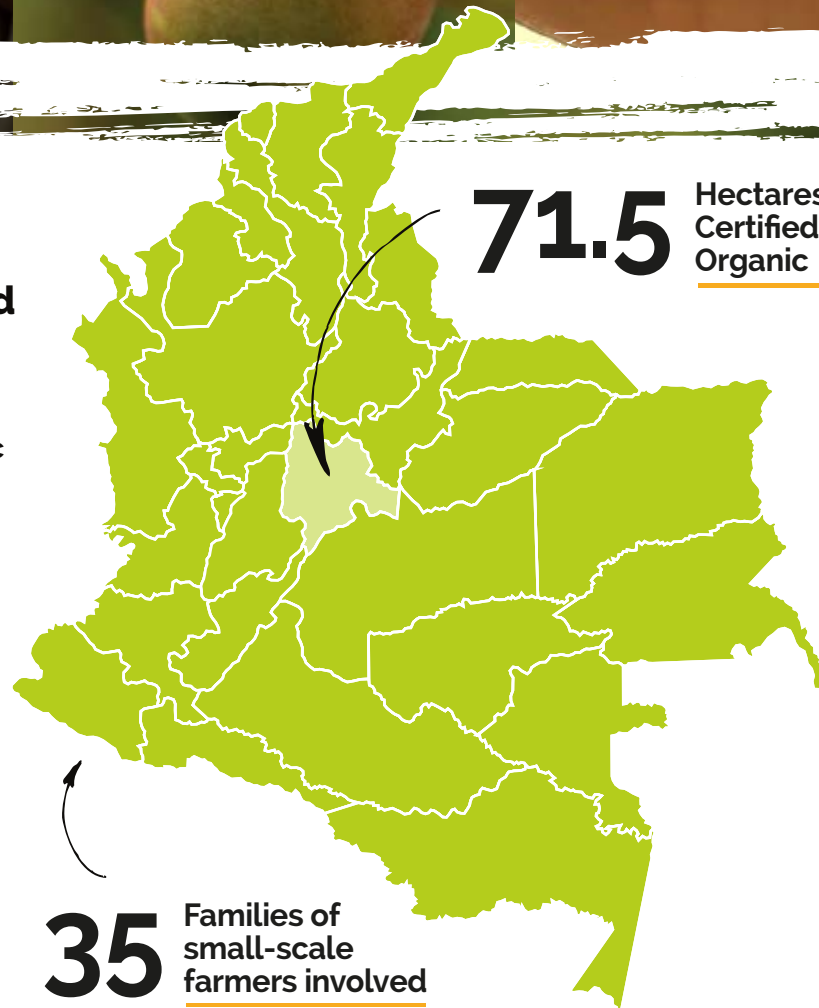 71.5
Hectares
Certified
Organic
d
c
35
Families of
small-scale
farmers involved